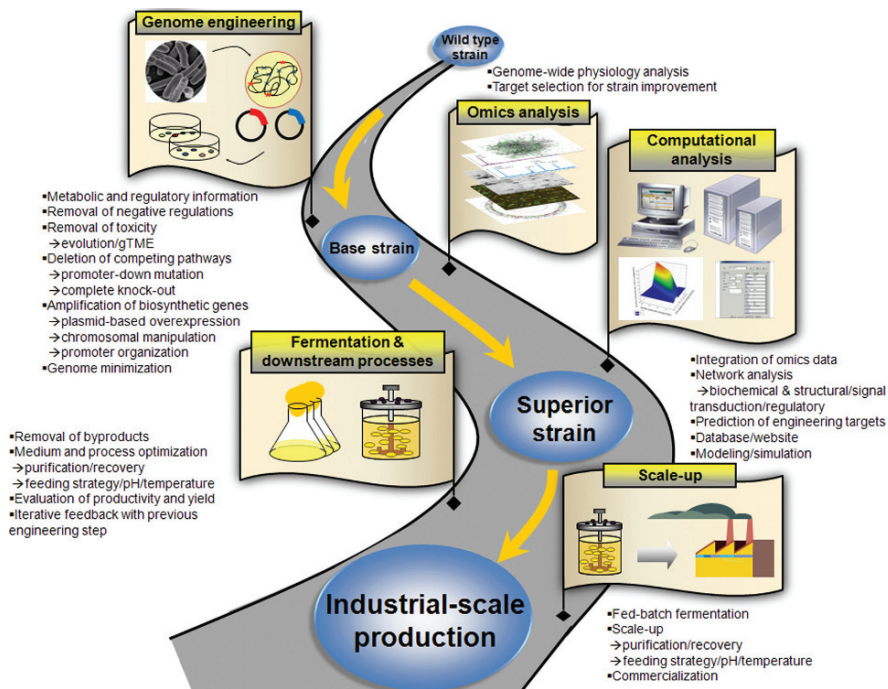 Genome engineering
Wild type
strain
▪Genome-wide physiology analysis
▪Target selection for strain improvement
Omics analysis
Computational
analysis
▪Metabolic and regulatory information
▪Removal of negative regulations
▪Removal of toxicity
→evolution/gTME
▪Deletion of competing pathways
→promoter-down mutation
→complete knock-out
▪Amplification of biosynthetic genes
→plasmid-based overexpression
→chromosomal manipulation
→promoter organization
▪Genome minimization
Base strain
Fermentation &
downstream processes
▪Integration of omics data
▪Network analysis
→biochemical & structural/signal
transduction/regulatory
▪Prediction of engineering targets
▪Database/website
▪Modeling/simulation
Superior
strain
▪Removal of byproducts
▪Medium and process optimization
→purification/recovery
→feeding strategy/pH/temperature
▪Evaluation of productivity and yield
▪Iterative feedback with previous
engineering step
Scale-up
Industrial-scale
production
▪Fed-batch fermentation
▪Scale-up
→purification/recovery
→feeding strategy/pH/temperature
▪Commercialization